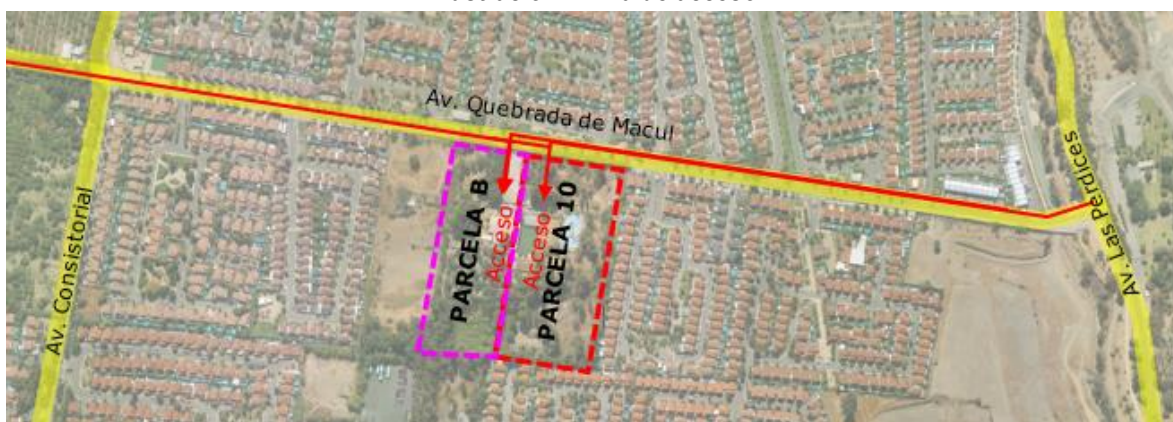 Av. Quebrada de Macul
Av. Consistorial
PARCELA B
Acceso
Acceso
PARCELA 10
Av. Las Perdices